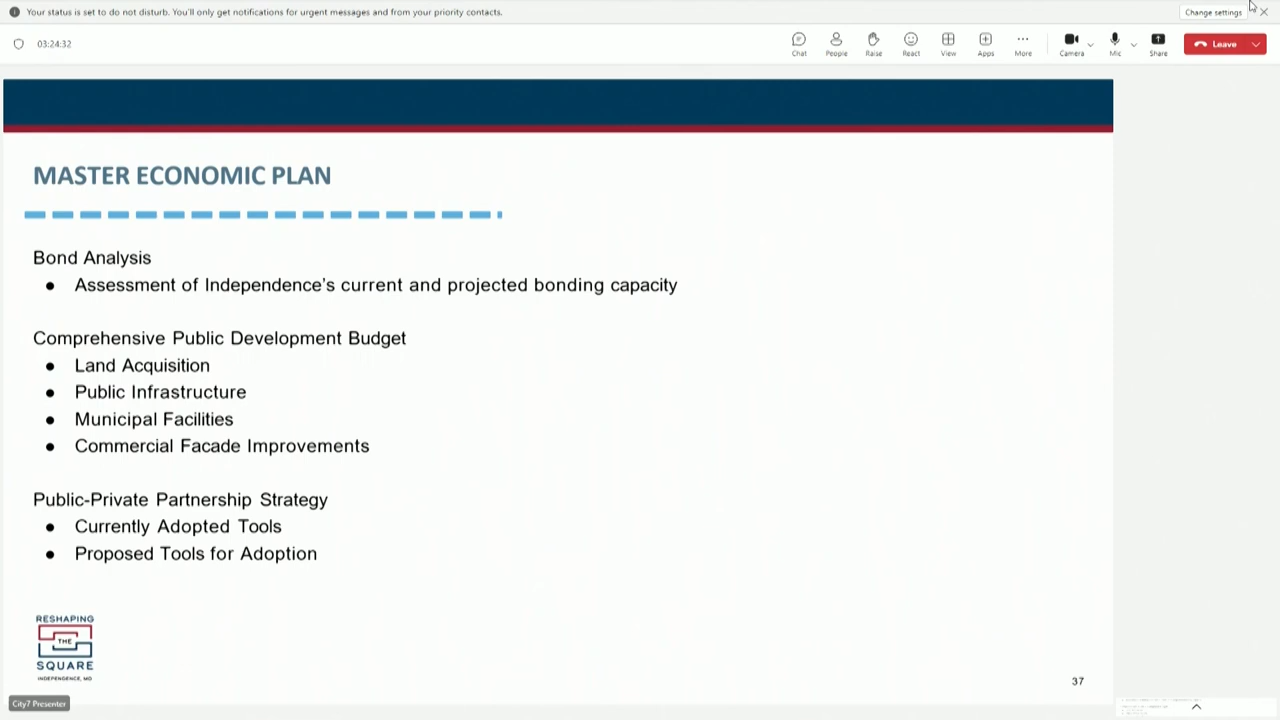 Your status is set to do not disturb. You'll only get notifications for urgent messages and from your priority contacts.
Change settings
03:24:32
Chat
People
Raise
React
View
Apps
More
Camera
Mic
Share
Leave
MASTER ECONOMIC PLAN
Bond Analysis
● Assessment of Independence's current and projected bonding capacity
Comprehensive Public Development Budget
● Land Acquisition
● Public Infrastructure
● Municipal Facilities
● Commercial Facade Improvements
Public-Private Partnership Strategy
● Currently Adopted Tools
● Proposed Tools for Adoption
RESHAPING
THE
SQUARE
INDEPENDENCE, MO
37
City7 Presenter